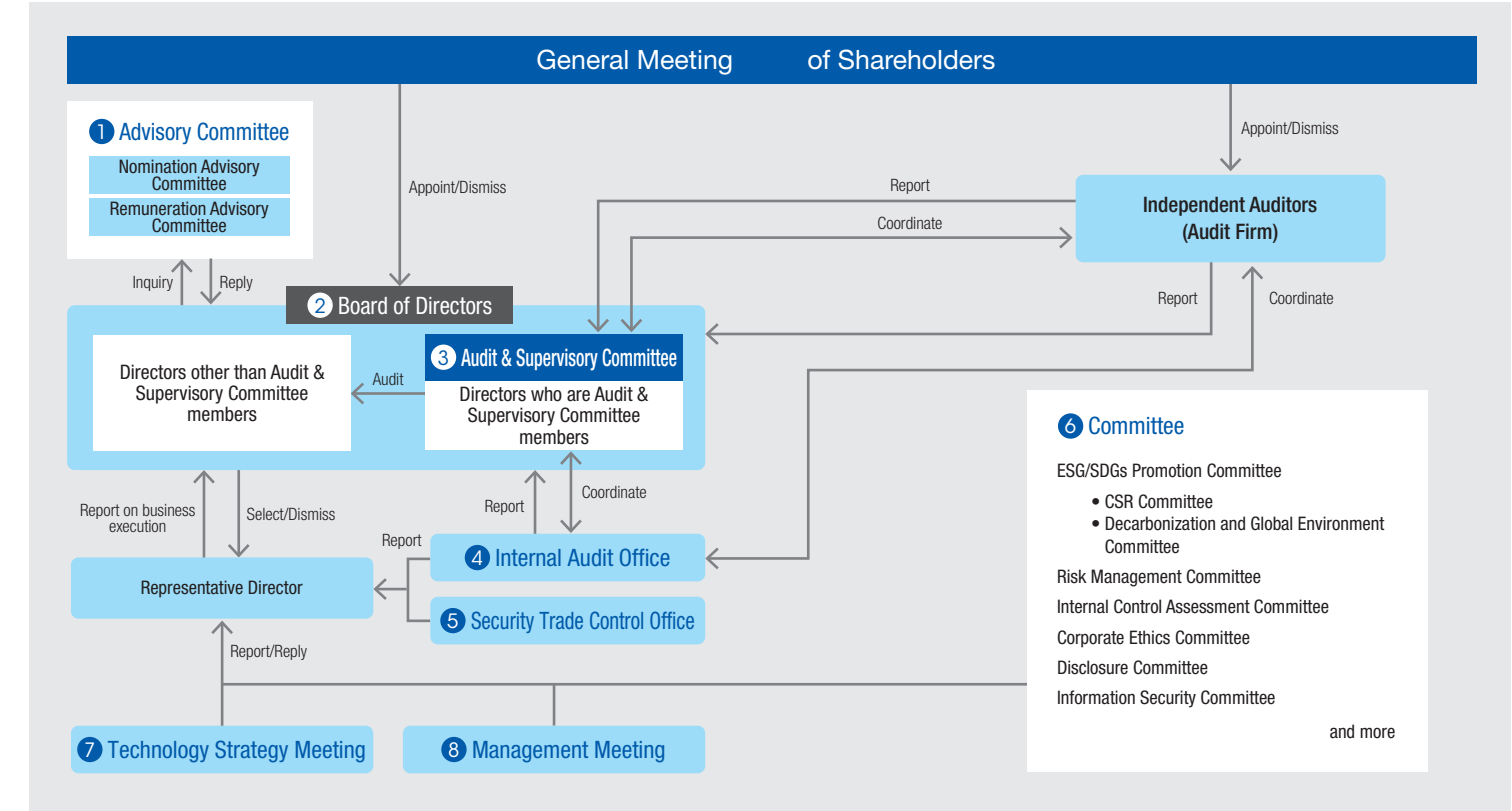 General Meeting of Shareholders
1 Advisory Committee
Nomination Advisory
Committee
Remuneration Advisory
Committee
Appoint/Dismiss
Appoint/Dismiss
Report
Coordinate
Independent Auditors
(Audit Firm)
Inquiry
Reply
2 Board of Directors
Report
Coordinate
Directors other than Audit &
Supervisory Committee
members
Audit
3 Audit & Supervisory Committee
Directors who are Audit &
Supervisory Committee
members
Report on business
execution
Select/Dismiss
Report
Coordinate
Report
4 Internal Audit Office
Representative Director
5 Security Trade Control Office
Report/Reply
6 Committee
ESG/SDGs Promotion Committee
• CSR Committee
• Decarbonization and Global Environment
Committee
Risk Management Committee
Internal Control Assessment Committee
Corporate Ethics Committee
Disclosure Committee
Information Security Committee
and more
7 Technology Strategy Meeting
8 Management Meeting